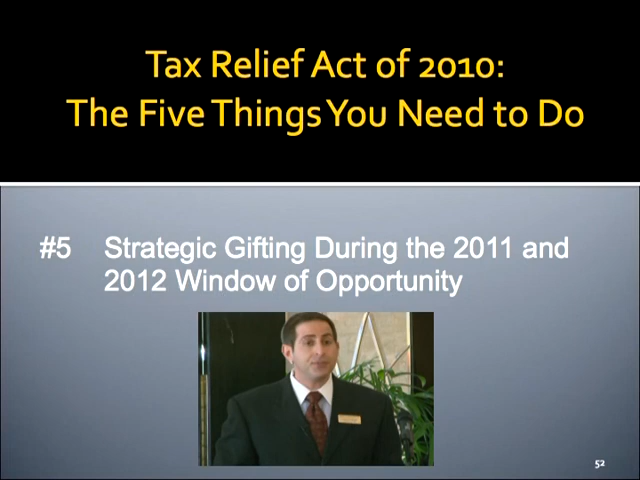 Tax Relief Act of 2010:
The Five Things You Need to Do
#5 Strategic Gifting During the 2011 and
2012 Window of Opportunity
52